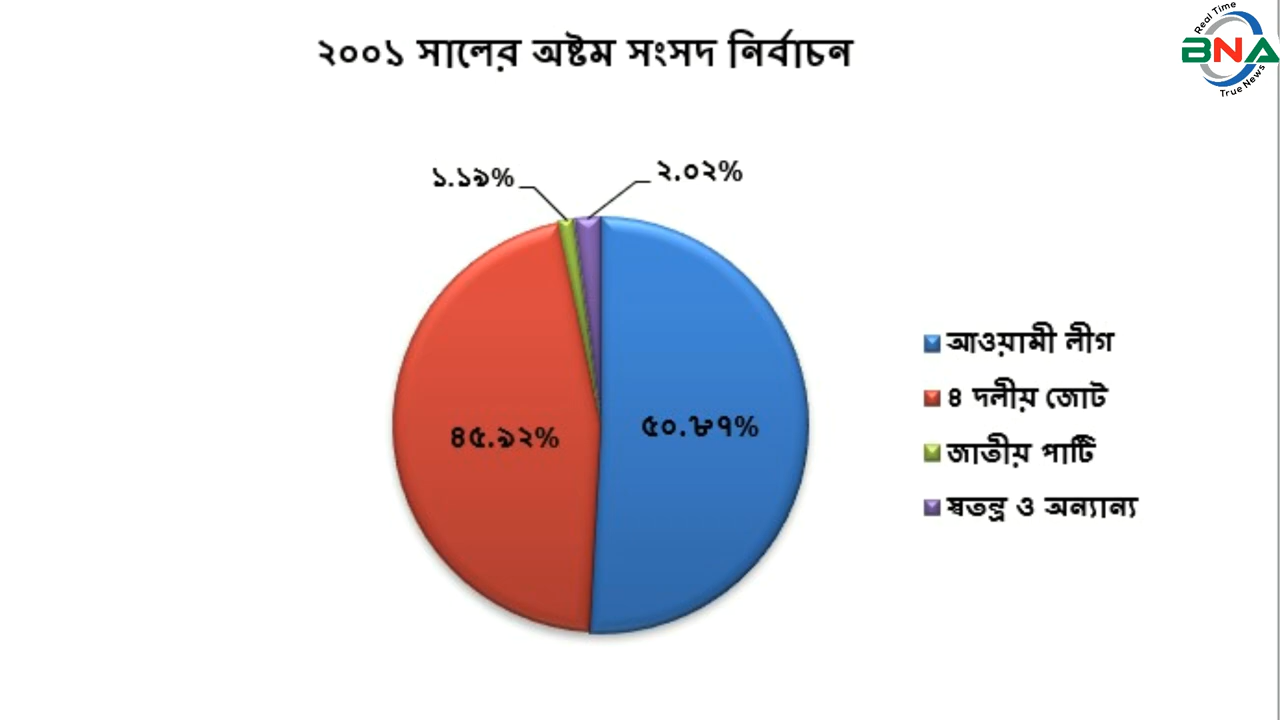 Real Time
BNA
True News
২০০১ সালের অষ্টম সংসদ নির্বাচন
১.১৯%
২.০২%
৪৫.৯২%
৫০.৮৭%
আওয়ামী লীগ
৪ দলীয় জোট
জাতীয় পার্টি
স্বতন্ত্র ও অন্যান্য